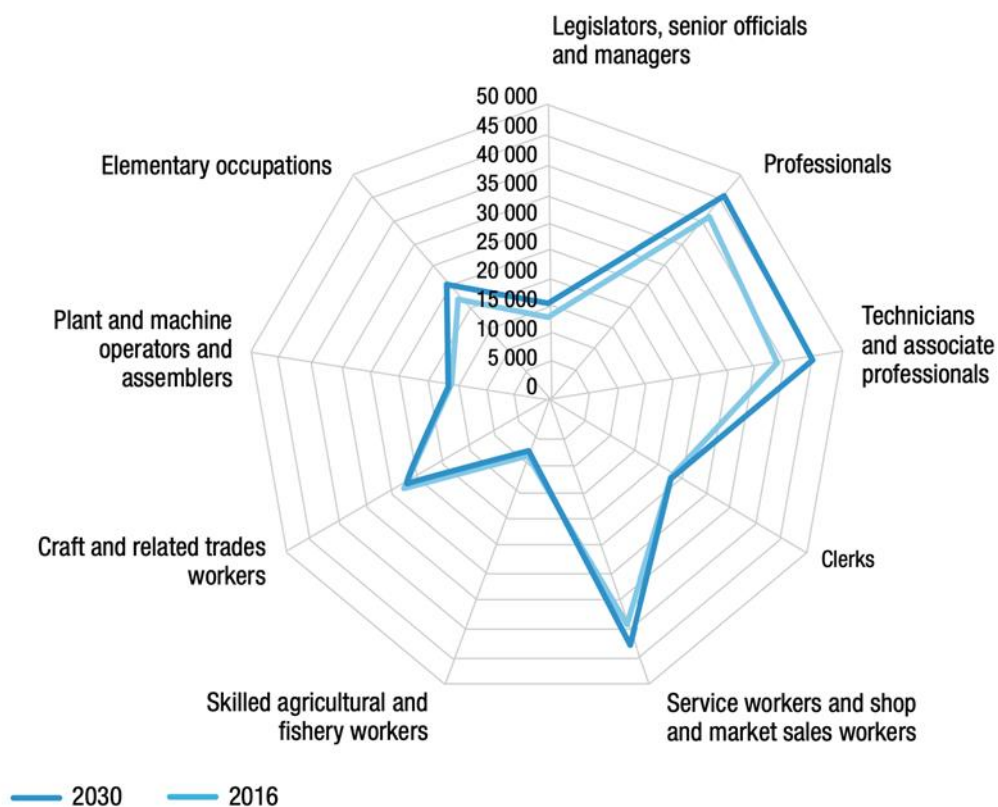 Legislators, senior officials
and managers
50 000
45 000
40 000
35 000
30 000
25 000
20 000
15 000
10 000
5 000
0
Professionals
Technicians
and associate
professionals
Clerks
Service workers and shop
and market sales workers
Skilled agricultural and
fishery workers
Craft and related trades
workers
Plant and machine
operators and
assemblers
Elementary occupations
2030
2016